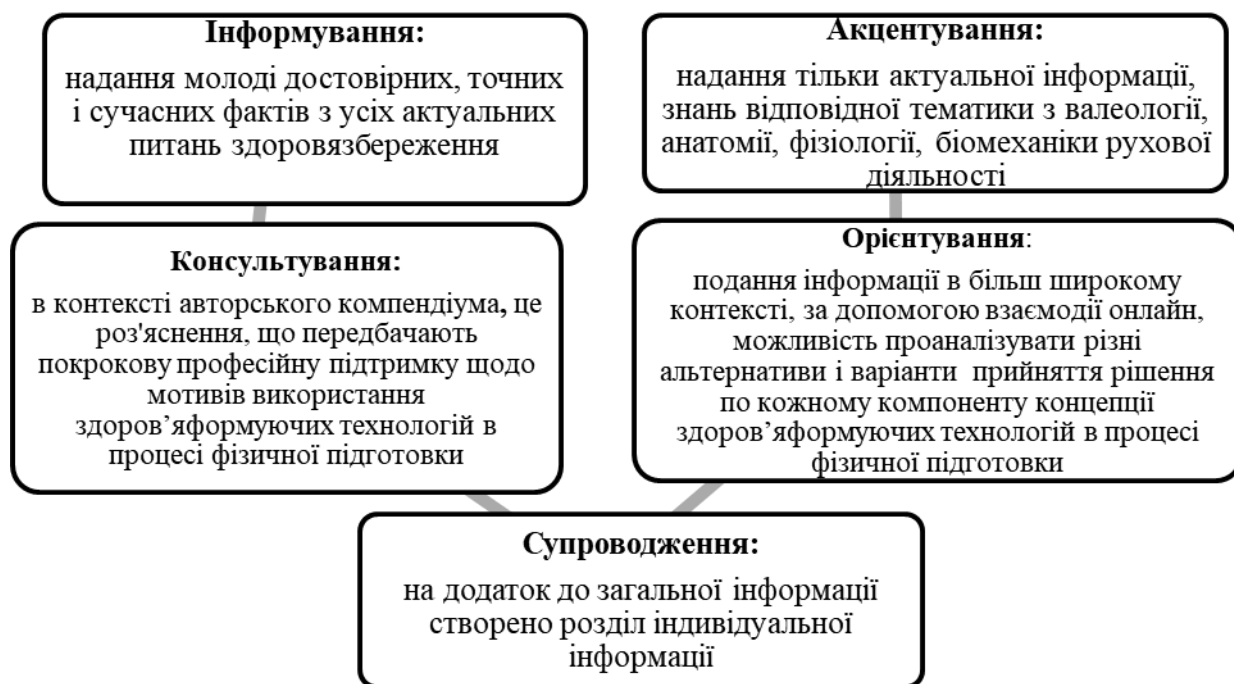 Інформування:
надання молоді достовірних, точних
і сучасних фактів з усіх актуальних
питань здоровязбереження
Акцентування:
надання тільки актуальної інформації,
знань відповідної тематики з валеології,
анатомії, фізіології, біомеханіки рухової
діяльності
Консультування:
в контексті авторського компендіума, це
роз'яснення, що передбачають
покрокову професійну підтримку щодо
мотивів використання
здоров’яформуючих технологій в
процесі фізичної підготовки
Орієнтування:
подання інформації в більш широкому
контексті, за допомогою взаємодії онлайн,
можливість проаналізувати різні
альтернативи і варіанти прийняття рішення
по кожному компоненту концепції
здоров’яформуючих технологій в процесі
фізичної підготовки
Супроводження:
на додаток до загальної інформації
створено розділ індивідуальної
інформації